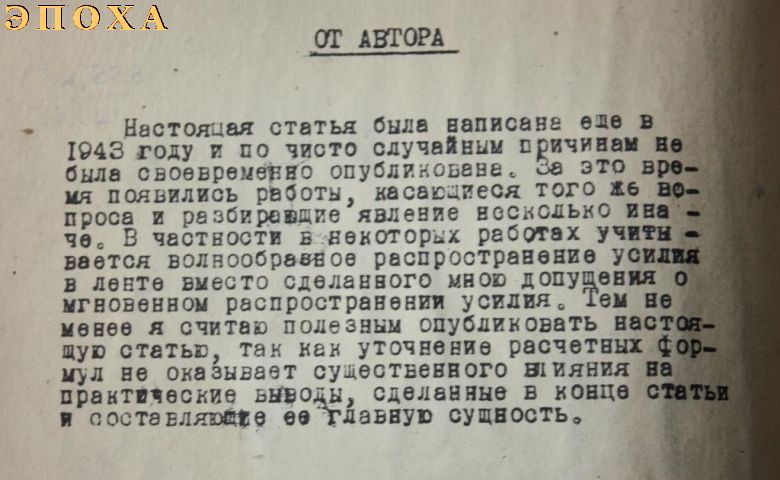 ЭПОХА
ОТ АВТОРА
Настоящая статья была написана еще в
1943 году и по чисто случайным причинам не
была своевременно опубликована. За это вре-
мя появились работы, касающиеся того же во-
проса и разбирающие явление несколько ина -
че. В частности в некоторых работах учиты -
вается волнообразное распространение усилия
в ленте вместо сделанного мною допущения о
мгновенном распространении усилия. Тем не
менее я считаю полезным опубликовать настоя-
щую статью, так как уточнение расчетных фор-
мул не оказывает существенного влияния на
практические выводы, сделанные в конце статьи
и составляющие ее главную сущность.